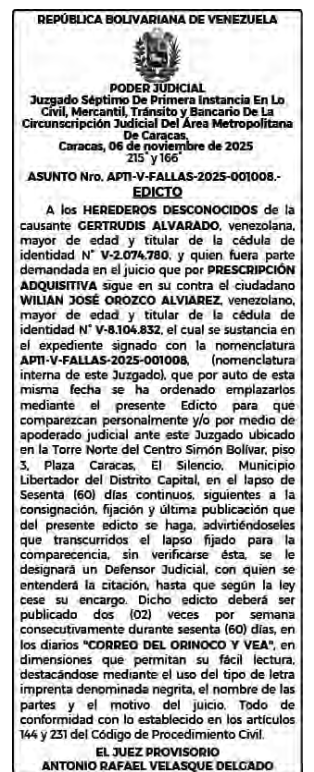 REPÚBLICA BOLIVARIANA DE VENEZUELA
PODER JUDICIAL
Juzgado Séptimo De Primera Instancia En Lo
Civil, Mercantil, Tránsito y Bancario De La
Circunscripción Judicial Del Área Metropolitana
De Caracas.
Caracas, 06 de noviembre de 2025
215° y 166°
ASUNTO Nro. AP11-V-FALLAS-2025-001008.-
EDICTO
A los HEREDEROS DESCONOCIDOS de la
causante GERTRUDIS ALVARADO, venezolana,
mayor de edad y titular de la cédula de
identidad N° V-2.074.780, y quien fuera parte
demandada en el juicio que por PRESCRIPCIÓN
ADQUISITIVA sigue en su contra el ciudadano
WILIAN JOSÉ OROZCO ALVIAREZ, venezolano,
mayor de edad y titular de la cédula de
identidad N° V-8.104.832, el cual se sustancia en
el expediente signado con la nomenclatura
AP11-V-FALLAS-2025-001008, (nomenclatura
interna de este Juzgado), que por auto de esta
misma fecha se ha ordenado emplazarlos
mediante el presente Edicto para que
comparezcan personalmente y/o por medio de
apoderado judicial ante este Juzgado ubicado
en la Torre Norte del Centro Simón Bolívar, piso
3, Plaza Caracas, El Silencio, Municipio
Libertador del Distrito Capital, en el lapso de
Sesenta (60) días continuos, siguientes a la
consignación, fijación y última publicación que
del presente edicto se haga, advirtiéndoseles
que transcurridos el lapso fijado para la
comparecencia, sin verificarse ésta, se le
designará un Defensor Judicial, con quien se
entenderá la citación, hasta que según la ley
cese su encargo. Dicho edicto deberá ser
publicado dos (02) veces por semana
consecutivamente durante sesenta (60) días, en
los diarios "CORREO DEL ORINOCO Y VEA", en
dimensiones que permitan su fácil lectura,
destacándose mediante el uso del tipo de letra
imprenta denominada negrita, el nombre de las
partes y el motivo del juicio. Todo de
conformidad con lo establecido en los artículos
144 y 231 del Código de Procedimiento Civil.
EL JUEZ PROVISORIO
ANTONIO RAFAEL VELASQUE DELGADO